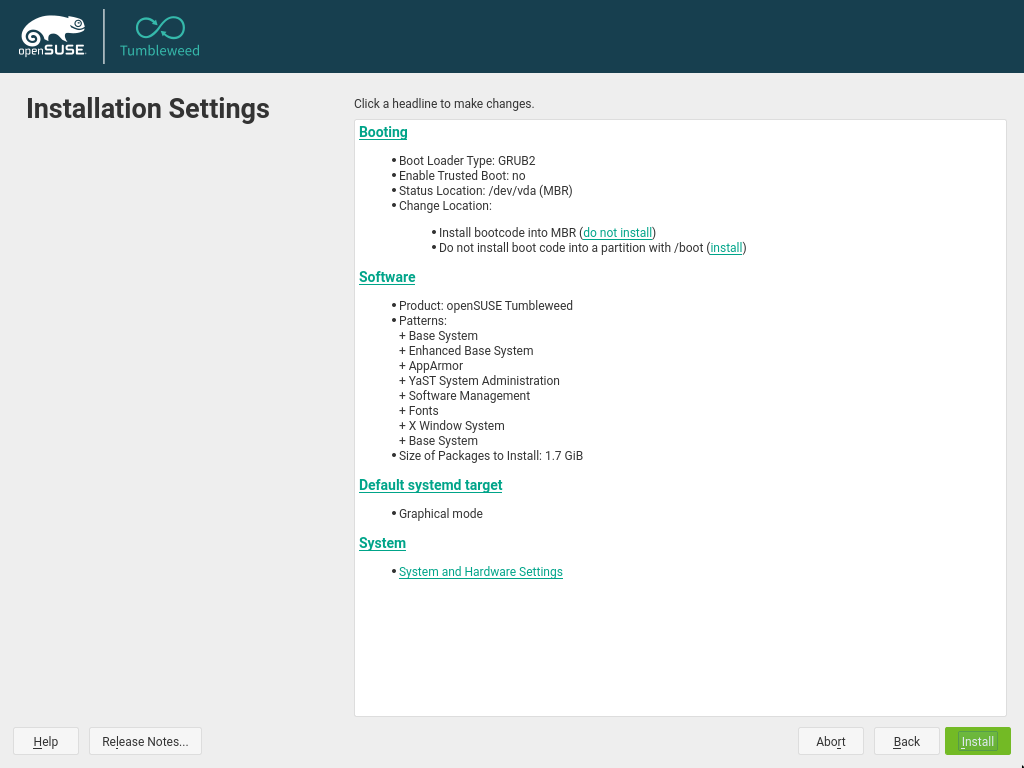 openSUSE
Tumbleweed
Installation Settings
Click a headline to make changes.
Booting
• Boot Loader Type: GRUB2
• Enable Trusted Boot: no
• Status Location: /dev/vda (MBR)
• Change Location:
• Install bootcode into MBR (do not install)
• Do not install boot code into a partition with /boot (install)
Software
• Product: openSUSE Tumbleweed
• Patterns:
+ Base System
+ Enhanced Base System
+ AppArmor
+ YaST System Administration
+ Software Management
+ Fonts
+ X Window System
+ Base System
• Size of Packages to Install: 1.7 GiB
Default systemd target
• Graphical mode
System
• System and Hardware Settings
Help Release Notes... Abort Back Install